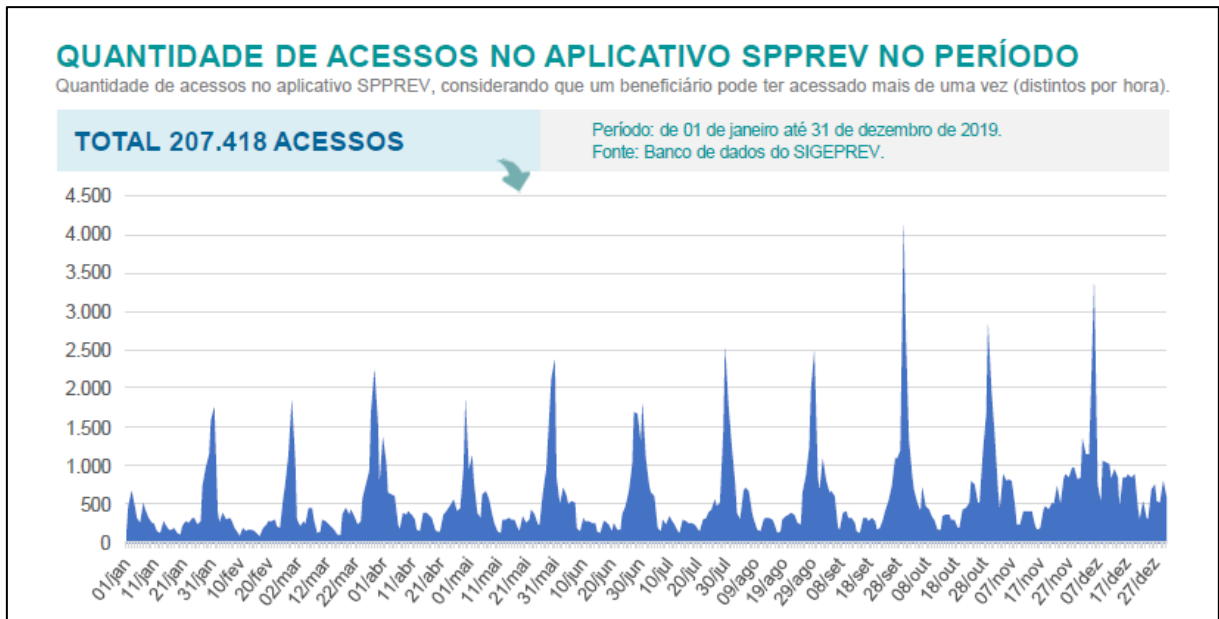 QUANTIDADE DE ACESSOS NO APLICATIVO SPPREV NO PERÍODO
Quantidade de acessos no aplicativo SPPREV, considerando que um beneficiário pode ter acessado mais de uma vez (distintos por hora).
TOTAL 207.418 ACESSOS
Período: de 01 de janeiro até 31 de dezembro de 2019.
Fonte: Banco de dados do SIGEPREV.
4.500
4.000
3.500
3.000
2.500
2.000
1.500
1.000
500
0
01/jan
11/jan
21/jan
31/jan
10/fev
20/fev
02/mar
12/mar
22/mar
01/abr
11/abr
21/abr
01/mai
11/mai
21/mai
31/mai
10/jun
20/jun
30/jun
10/jul
20/jul
30/jul
09/ago
19/ago
29/ago
08/set
18/set
28/set
08/out
18/out
28/out
07/nov
17/nov
27/nov
07/dez
17/dez
27/dez